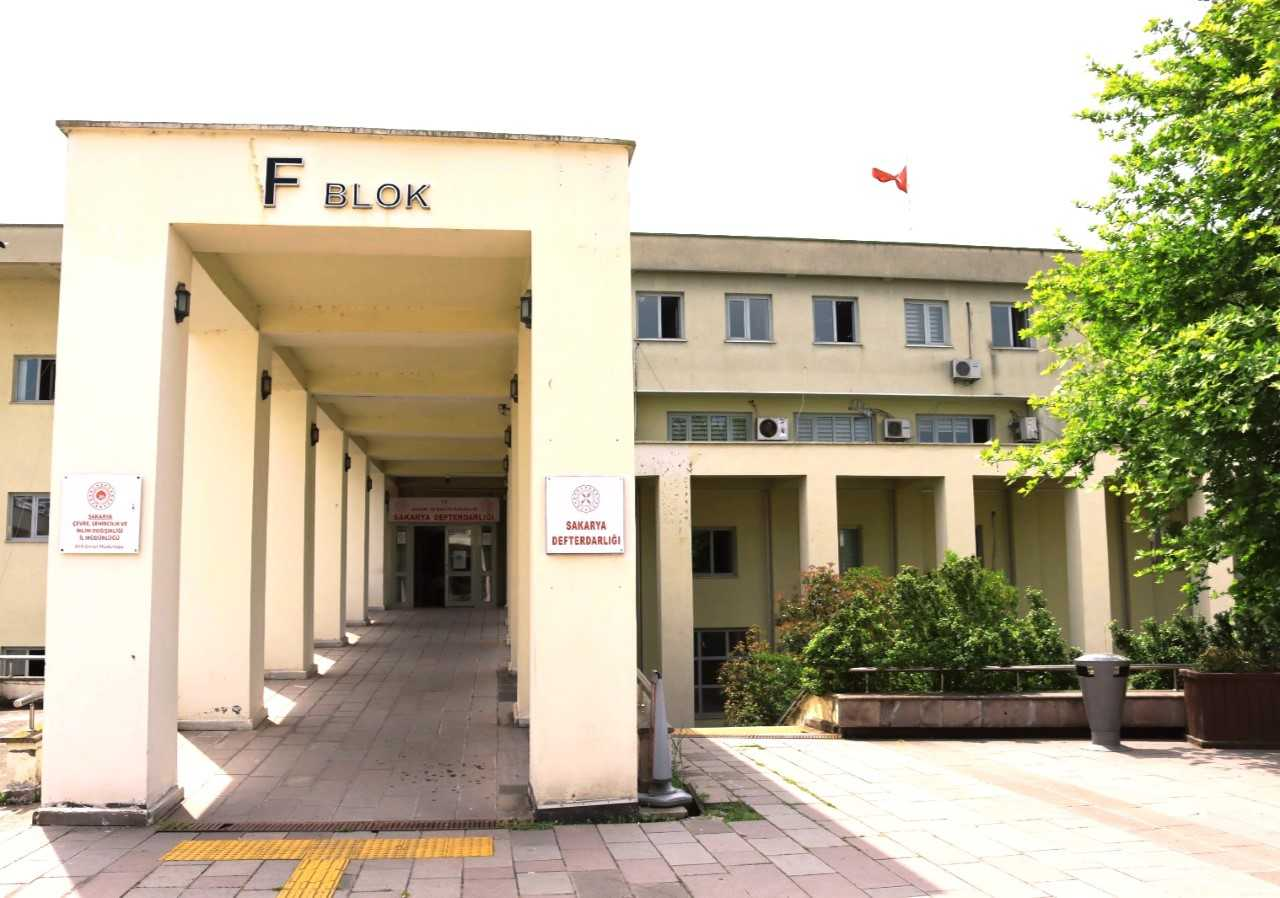 F BLOK
SAKARYA
ÇEVRE, ŞEHİRCİLİK VE
İKLİM DEĞİŞİKLİĞİ
İL MÜDÜRLÜĞÜ
SAKARYA
DEFTERDARLIĞI
T.C.
SAKARYA DEFTERDARLIĞI